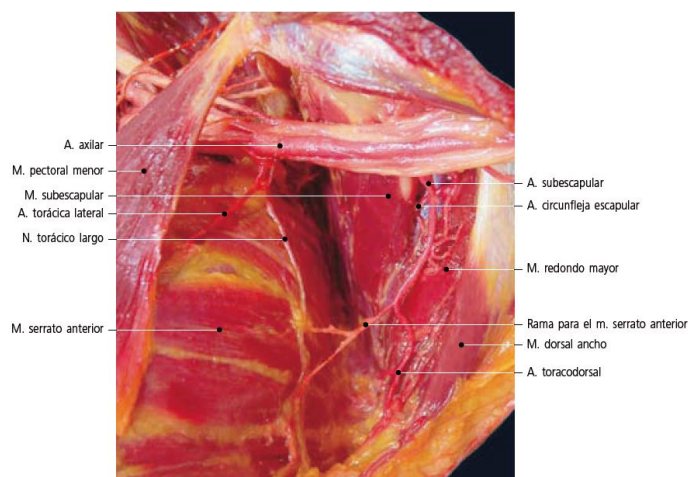 A. axilar
M. pectoral menor
M. subescapular
A. torácica lateral
N. torácico largo
M. serrato anterior
A. subescapular
A. circunfleja escapular
M. redondo mayor
Rama para el m. serrato anterior
M. dorsal ancho
A. toracodorsal